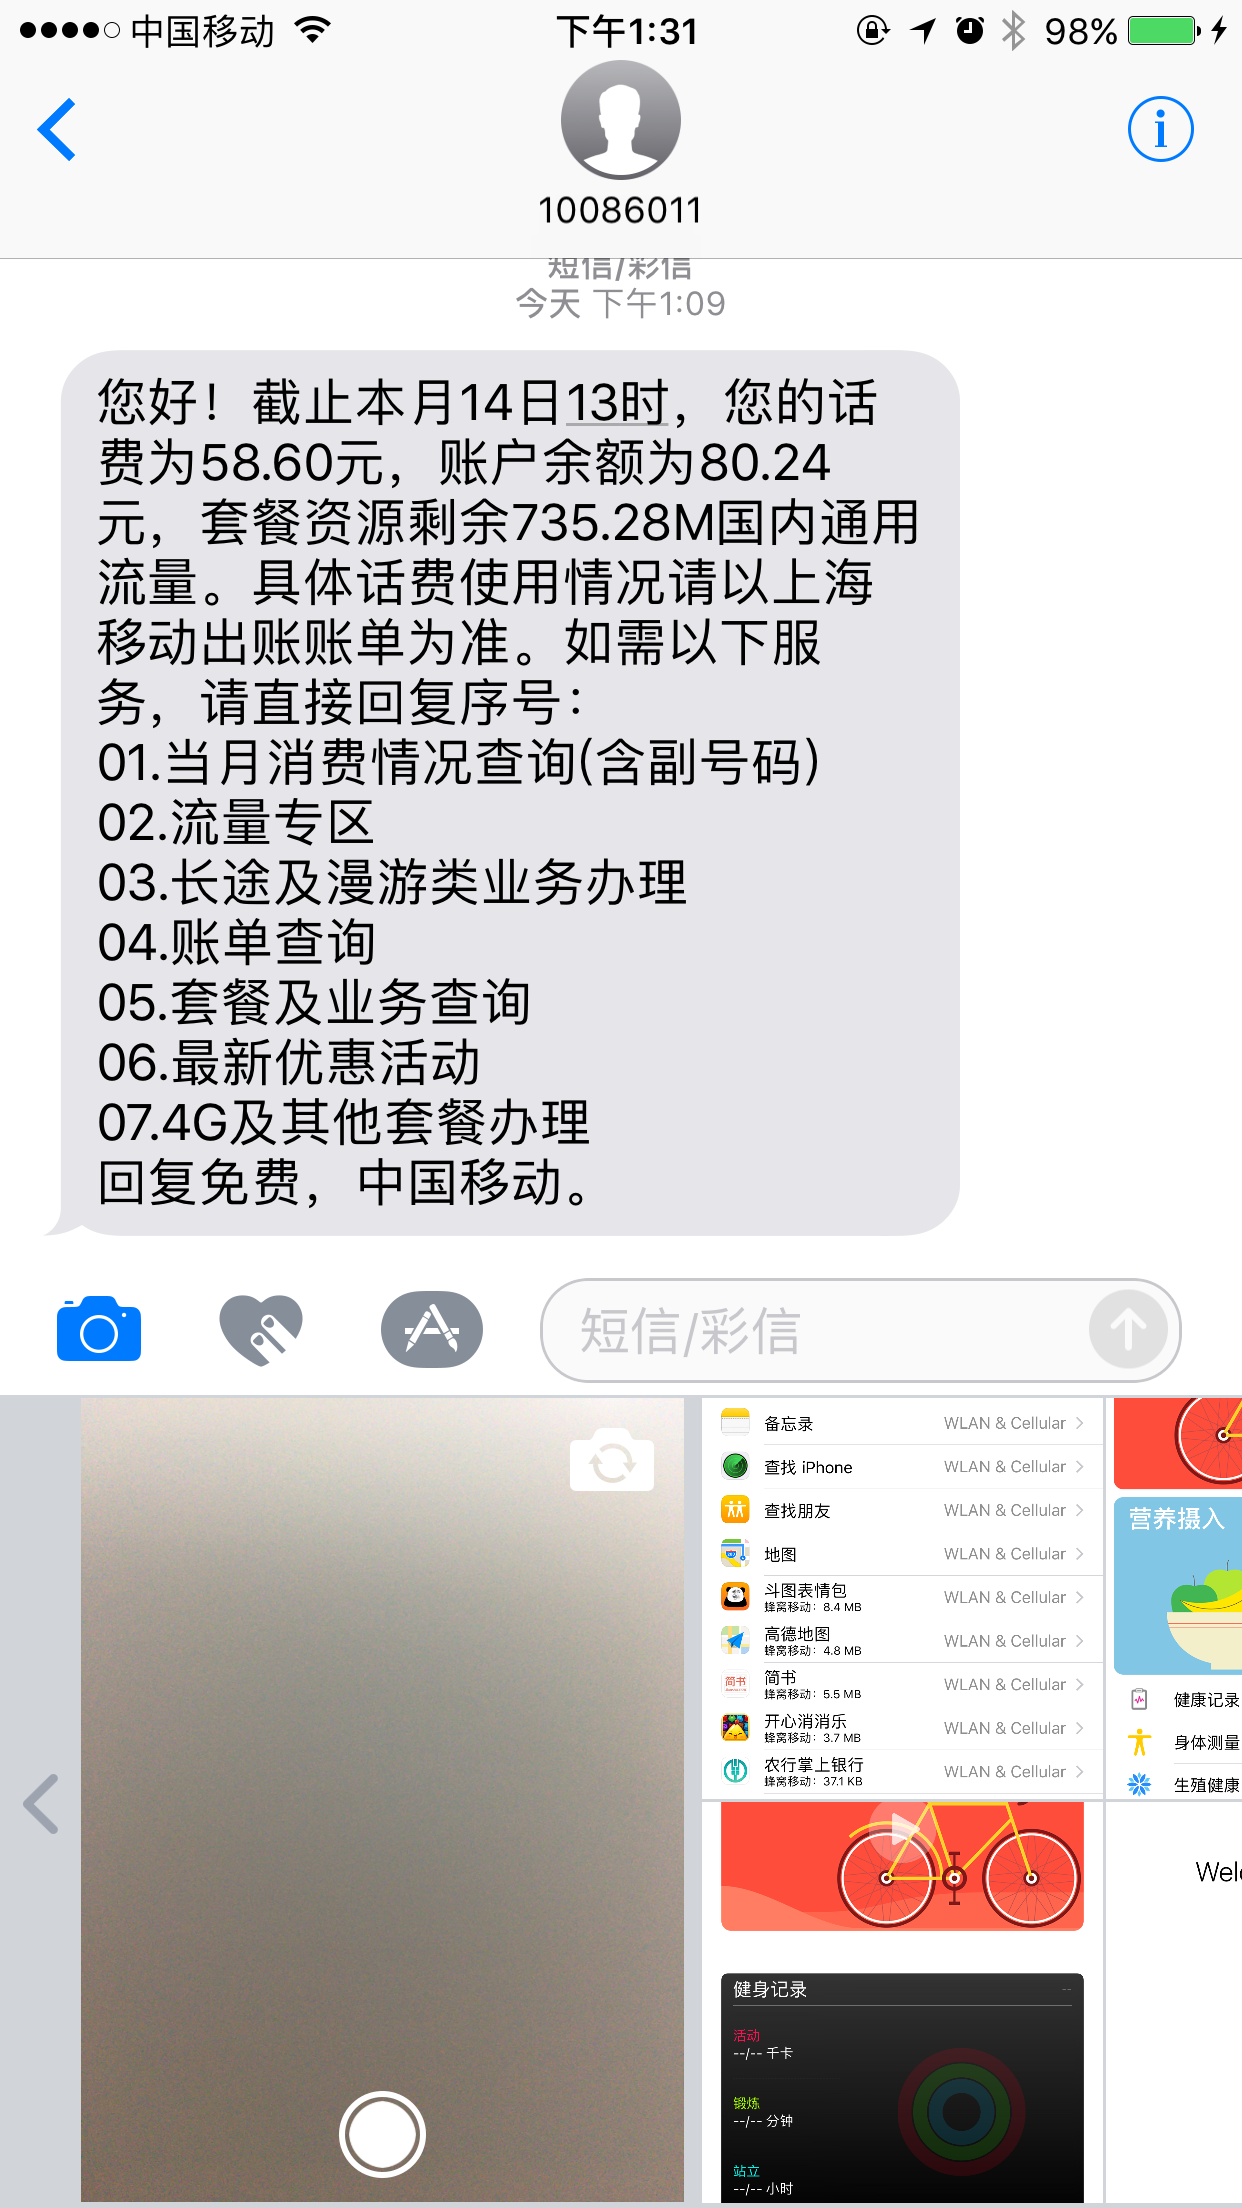 中国移动
下午1:31
98%
10086011
短信/彩信
今天 下午1:09
您好！截止本月14日13时，您的话
费为58.60元，账户余额为80.24
元，套餐资源剩余735.28M国内通用
流量。具体话费使用情况请以上海
移动出账账单为准。如需以下服
务，请直接回复序号：
01.当月消费情况查询(含副号码)
02.流量专区
03.长途及漫游类业务办理
04.账单查询
05.套餐及业务查询
06.最新优惠活动
07.4G及其他套餐办理
回复免费，中国移动。
短信/彩信
备忘录 WLAN & Cellular
查找 iPhone WLAN & Cellular
查找朋友 WLAN & Cellular
地图 WLAN & Cellular
斗图表情包 WLAN & Cellular
蜂窝移动：8.4 MB
高德地图 WLAN & Cellular
蜂窝移动：4.8 MB
简书
简书 WLAN & Cellular
蜂窝移动：5.5 MB
开心消消乐 WLAN & Cellular
蜂窝移动：3.7 MB
农行掌上银行 WLAN & Cellular
蜂窝移动：37.1 KB
营养摄入
健康记录
身体测量
生殖健康
健身记录 --
活动
--/-- 千卡
锻炼
--/-- 分钟
站立
--/-- 小时